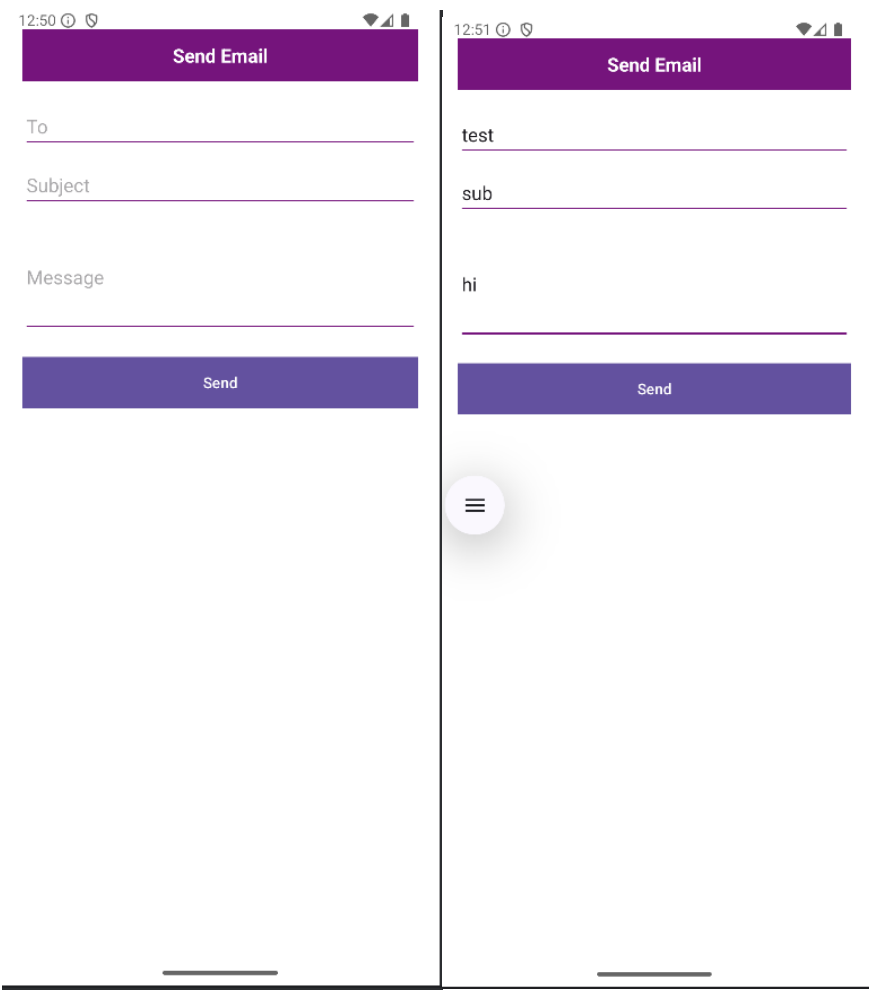 12:50
Send Email
To
Subject
Message
Send
12:51
Send Email
test
sub
hi
Send